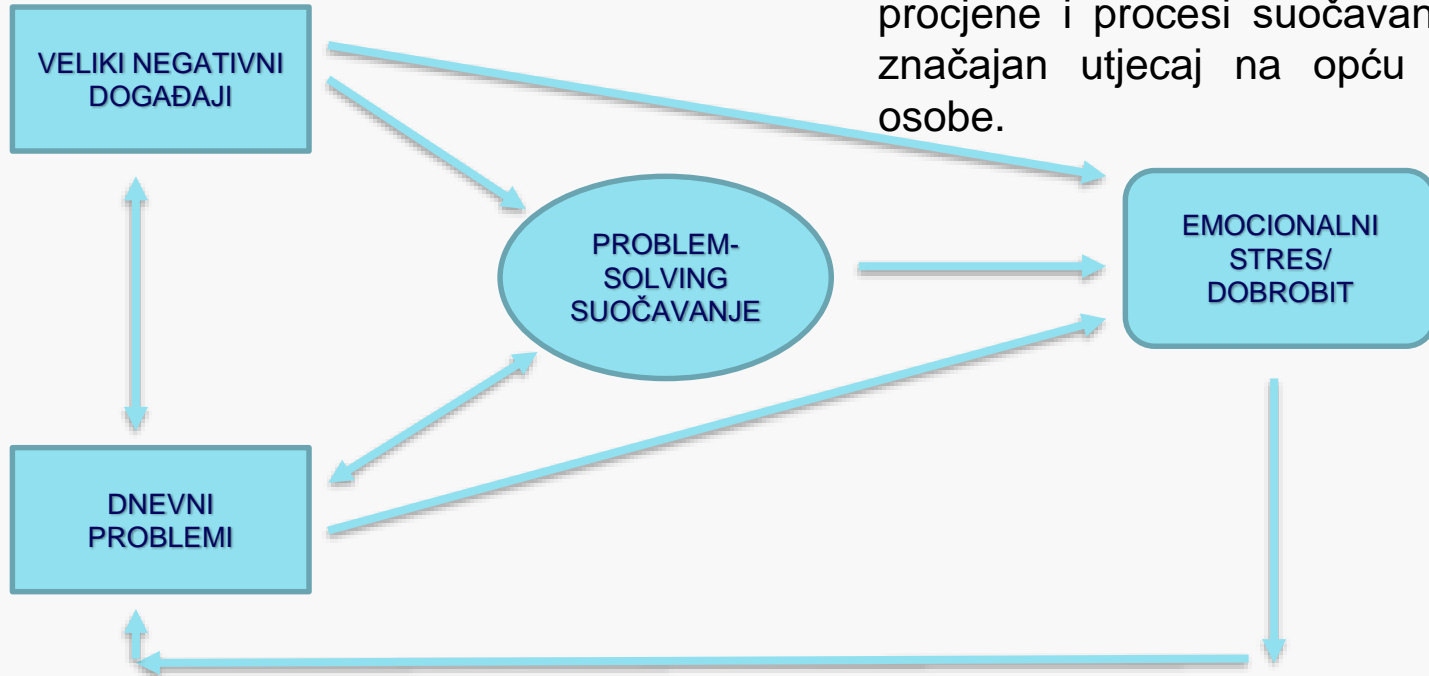 procjene i procesi suočavan
značajan utjecaj na opću
osobe.
VELIKI NEGATIVNI
DOGAĐAJI
PROBLEM-
SOLVING
SUOČAVANJE
EMOCIONALNI
STRES/
DOBROBIT
DNEVNI
PROBLEMI